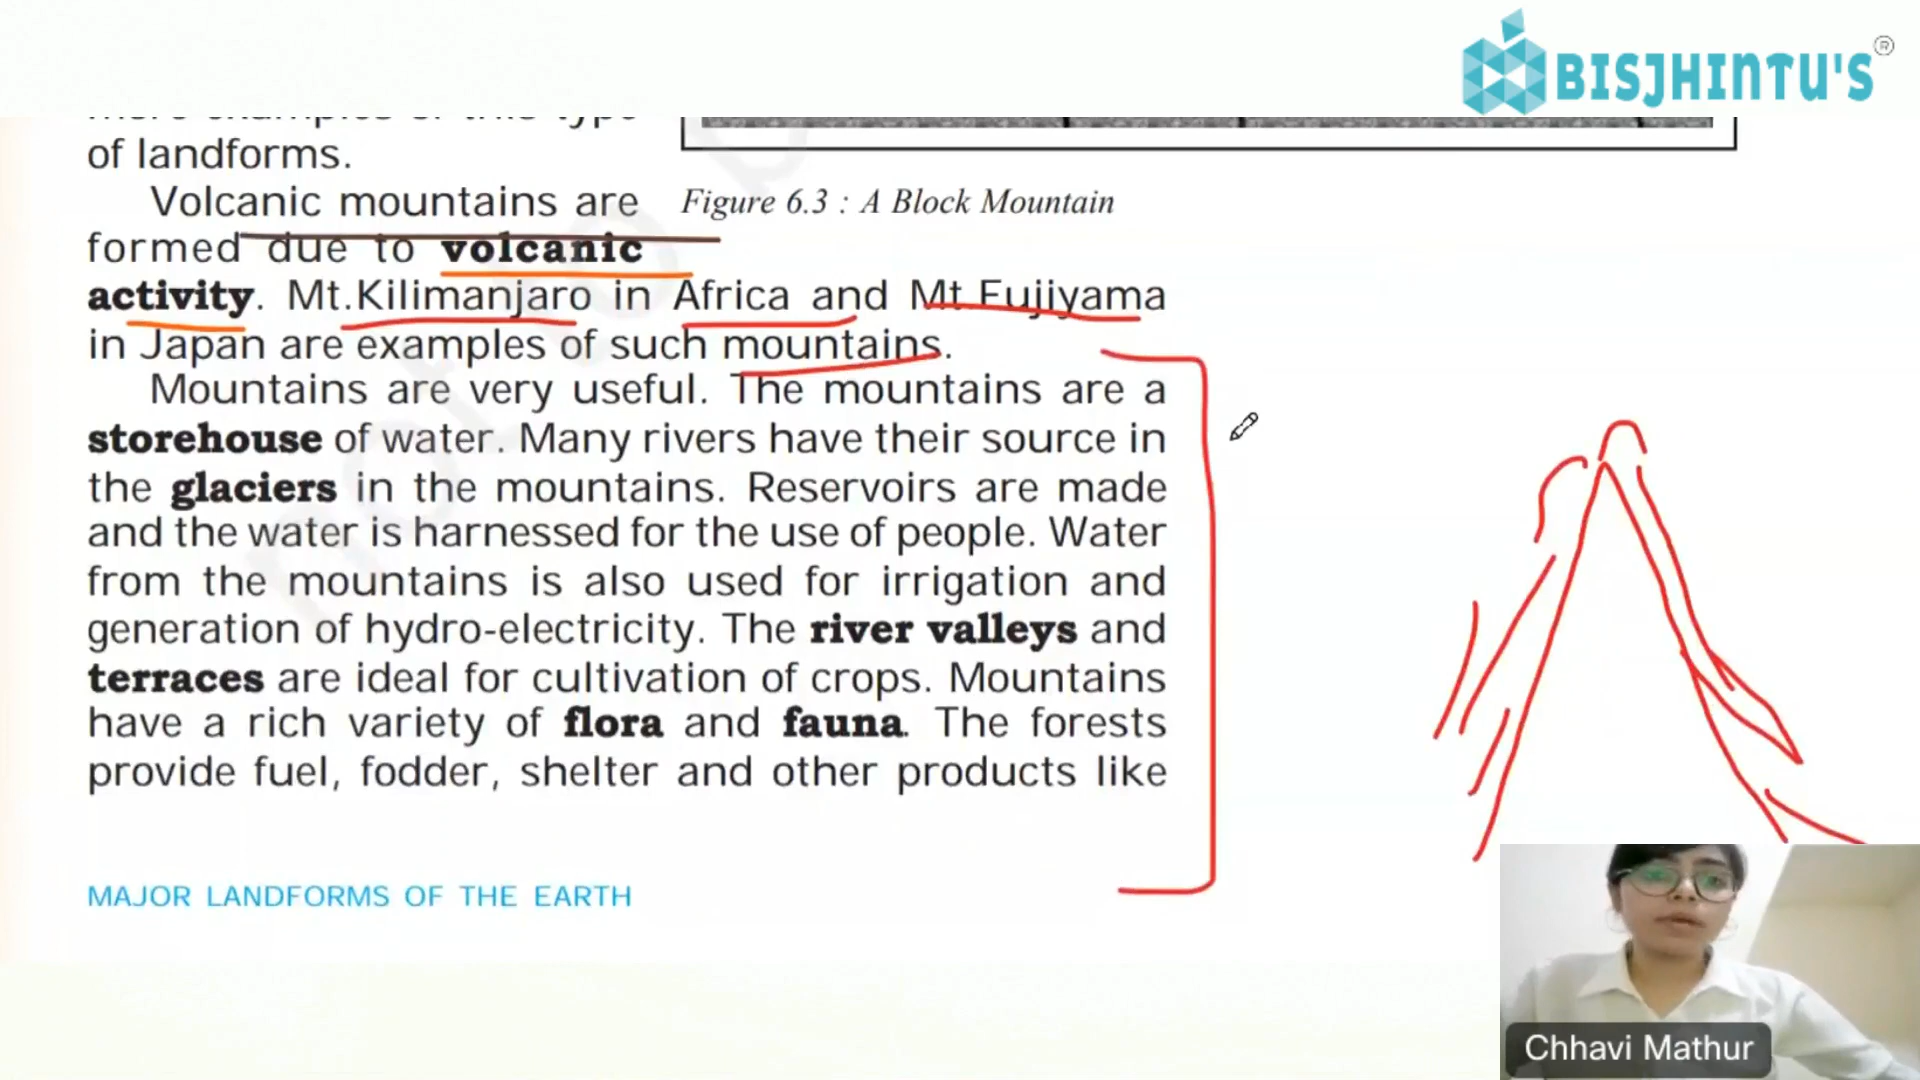 BISJHINTU'S®
more examples of this type
of landforms.
Volcanic mountains are
formed due to volcanic
activity. Mt.Kilimanjaro in Africa and Mt.Fujiyama
in Japan are examples of such mountains.
Figure 6.3 : A Block Mountain
Mountains are very useful. The mountains are a
storehouse of water. Many rivers have their source in
the glaciers in the mountains. Reservoirs are made
and the water is harnessed for the use of people. Water
from the mountains is also used for irrigation and
generation of hydro-electricity. The river valleys and
terraces are ideal for cultivation of crops. Mountains
have a rich variety of flora and fauna. The forests
provide fuel, fodder, shelter and other products like
MAJOR LANDFORMS OF THE EARTH
Chhavi Mathur